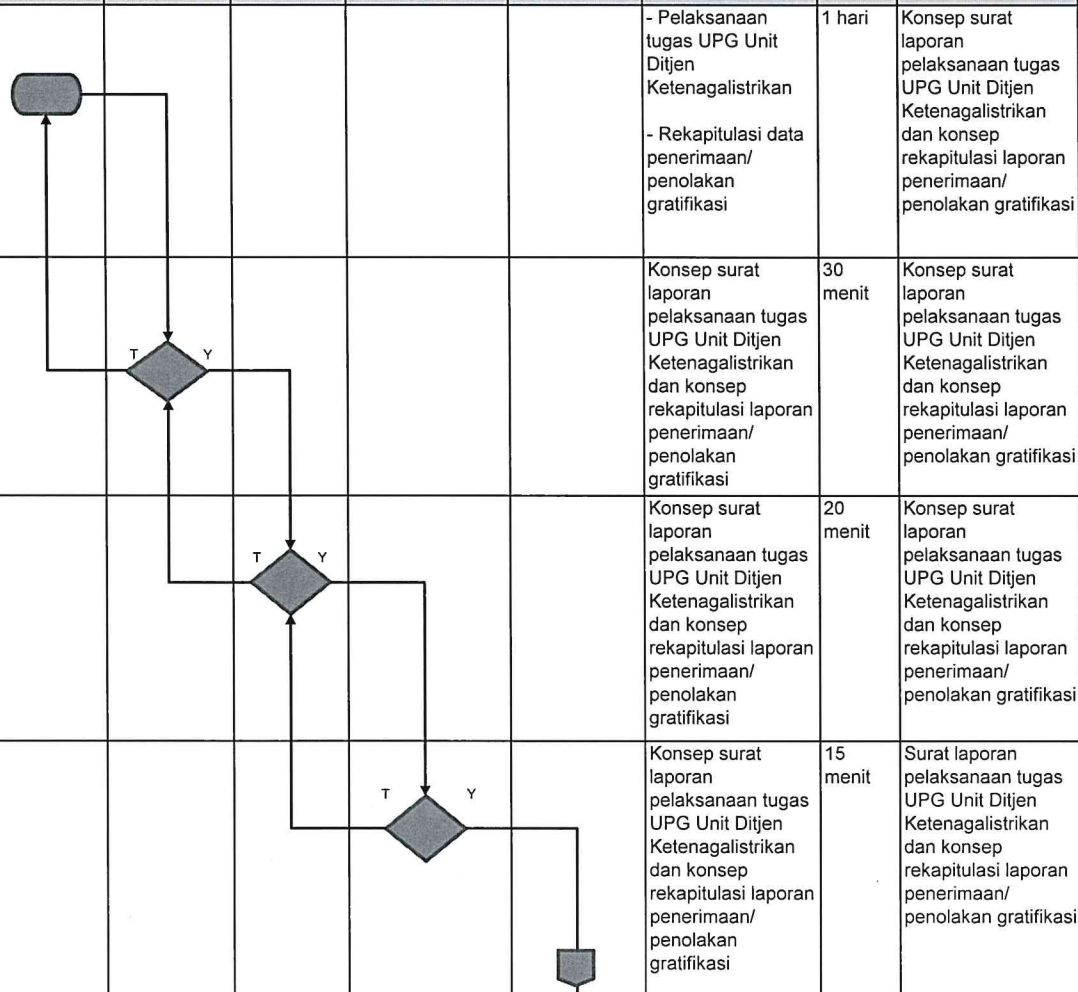 - Pelaksanaan
tugas UPG Unit
Ditjen
Ketenagalistrikan
- Rekapitulasi data
penerimaan/
penolakan
gratifikasi
1 hari
Konsep surat
laporan
pelaksanaan tugas
UPG Unit Ditjen
Ketenagalistrikan
dan konsep
rekapitulasi laporan
penerimaan/
penolakan gratifikasi
T Y
Konsep surat
laporan
pelaksanaan tugas
UPG Unit Ditjen
Ketenagalistrikan
dan konsep
rekapitulasi laporan
penerimaan/
penolakan
gratifikasi
30
menit
Konsep surat
laporan
pelaksanaan tugas
UPG Unit Ditjen
Ketenagalistrikan
dan konsep
rekapitulasi laporan
penerimaan/
penolakan gratifikasi
T Y
Konsep surat
laporan
pelaksanaan tugas
UPG Unit Ditjen
Ketenagalistrikan
dan konsep
rekapitulasi laporan
penerimaan/
penolakan
gratifikasi
20
menit
Konsep surat
laporan
pelaksanaan tugas
UPG Unit Ditjen
Ketenagalistrikan
dan konsep
rekapitulasi laporan
penerimaan/
penolakan gratifikasi
T Y
Konsep surat
laporan
pelaksanaan tugas
UPG Unit Ditjen
Ketenagalistrikan
dan konsep
rekapitulasi laporan
penerimaan/
penolakan
gratifikasi
15
menit
Surat laporan
pelaksanaan tugas
UPG Unit Ditjen
Ketenagalistrikan
dan konsep
rekapitulasi laporan
penerimaan/
penolakan gratifikasi